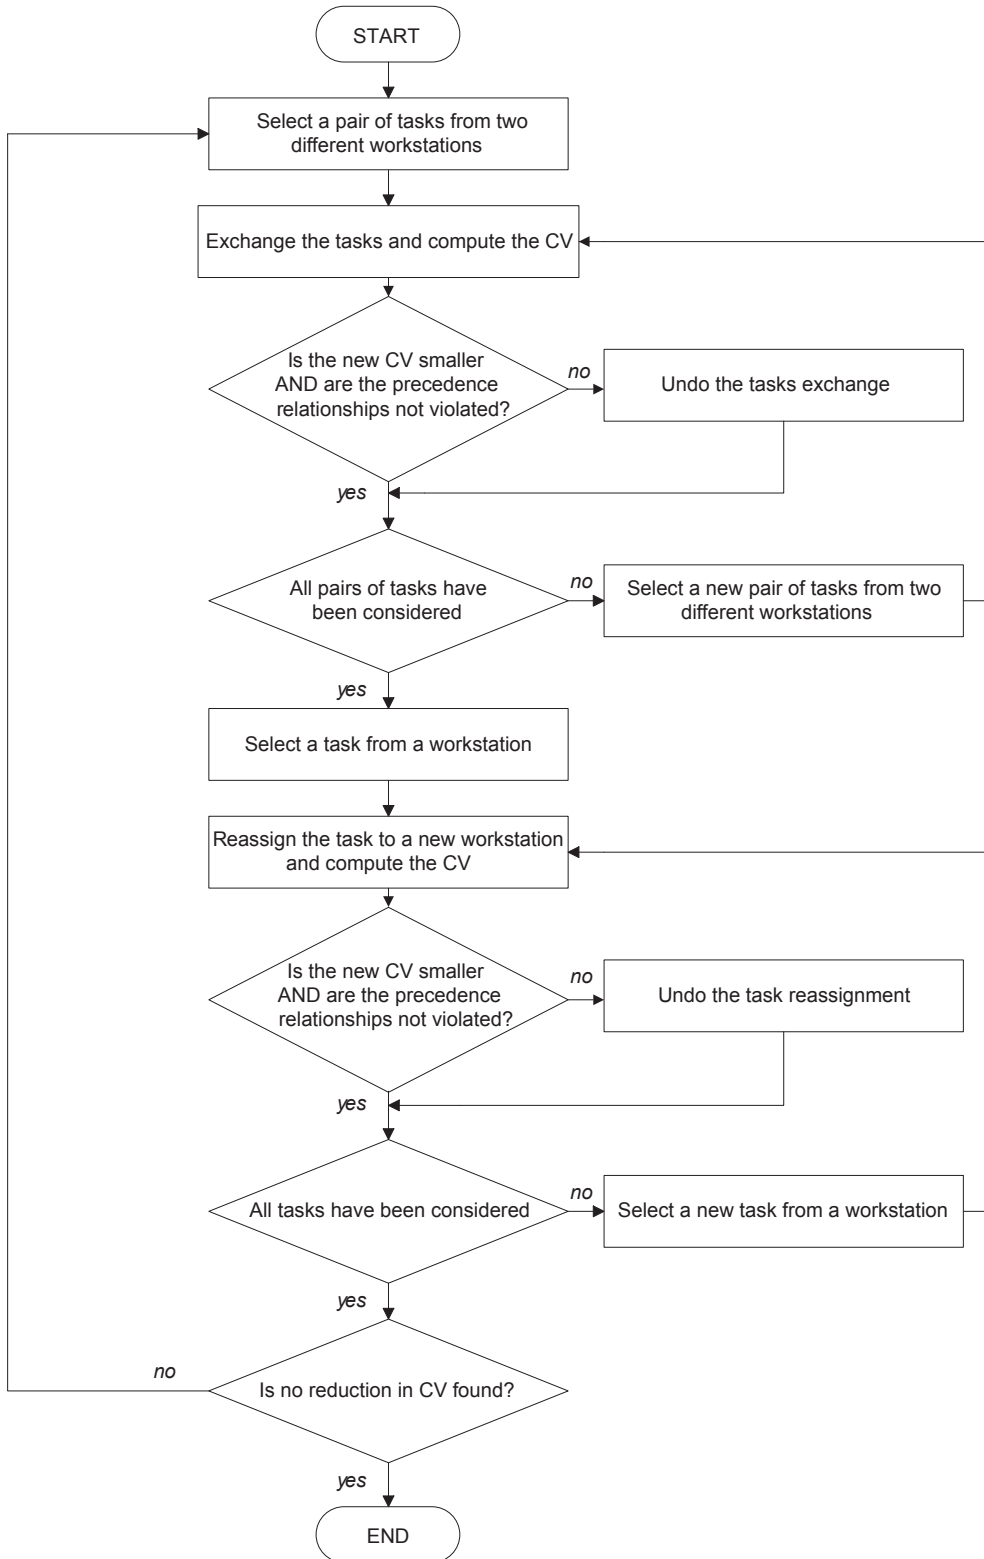 START
Select a pair of tasks from two
different workstations
Exchange the tasks and compute the CV
Is the new CV smaller
AND are the precedence
relationships not violated?
no
Undo the tasks exchange
yes
All pairs of tasks have
been considered
no
Select a new pair of tasks from two
different workstations
yes
Select a task from a workstation
Reassign the task to a new workstation
and compute the CV
Is the new CV smaller
AND are the precedence
relationships not violated?
no
Undo the task reassignment
yes
All tasks have been considered
no
Select a new task from a workstation
yes
Is no reduction in CV found?
no
yes
END